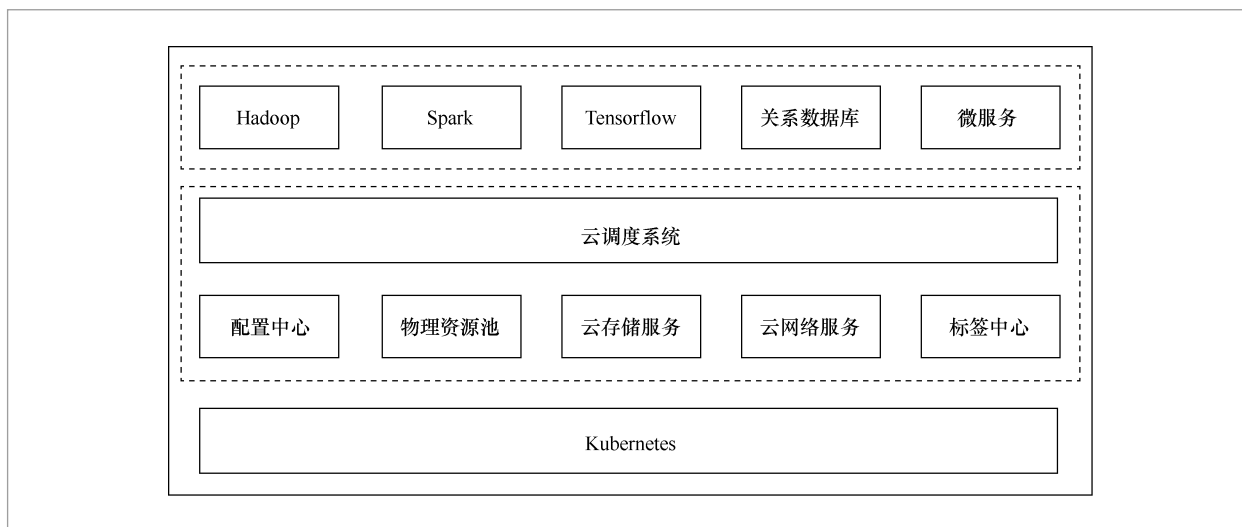 Hadoop
Spark
Tensorflow
关系数据库
微服务
云调度系统
配置中心
物理资源池
云存储服务
云网络服务
标签中心
Kubernetes